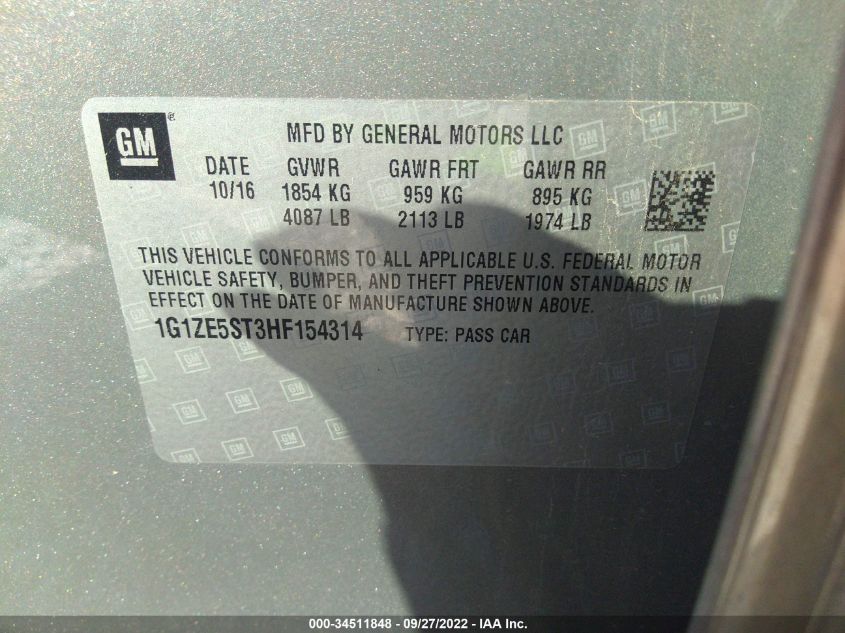 GM ®
MFD BY GENERAL MOTORS LLC
DATE GVWR GAWR FRT GAWR RR
10/16 1854 KG 959 KG 895 KG
4087 LB 2113 LB 1974 LB
THIS VEHICLE CONFORMS TO ALL APPLICABLE U.S. FEDERAL MOTOR
VEHICLE SAFETY, BUMPER, AND THEFT PREVENTION STANDARDS IN
EFFECT ON THE DATE OF MANUFACTURE SHOWN ABOVE.
1G1ZE5ST3HF154314 TYPE: PASS CAR
000-34511848 - 09/27/2022 - IAA Inc.